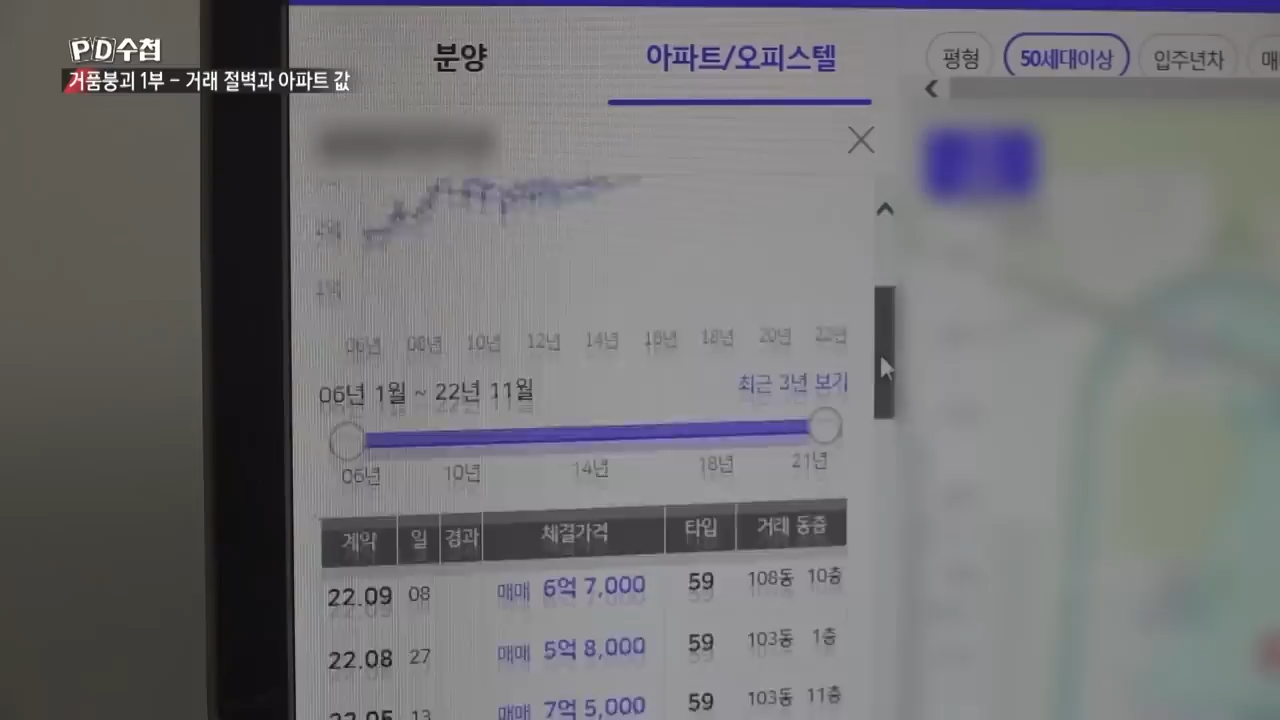 PD수첩
거품붕괴 1부 - 거래 절벽과 아파트 값
분양 아파트/오피스텔
평형 50세대이상 입주년차
1억
06년 08년 10년 12년 14년 16년 18년 20년 22년
06년 1월 ~ 22년 11월 최근 3년 보기
06년 10년 14년 18년 21년
계약 일 경과 체결가격 타입 거래 동층
22.09 08 매매 6억 7,000 59 108동 10층
22.08 27 매매 5억 8,000 59 103동 1층
22.05 13 매매 7억 5,000 59 103동 11층